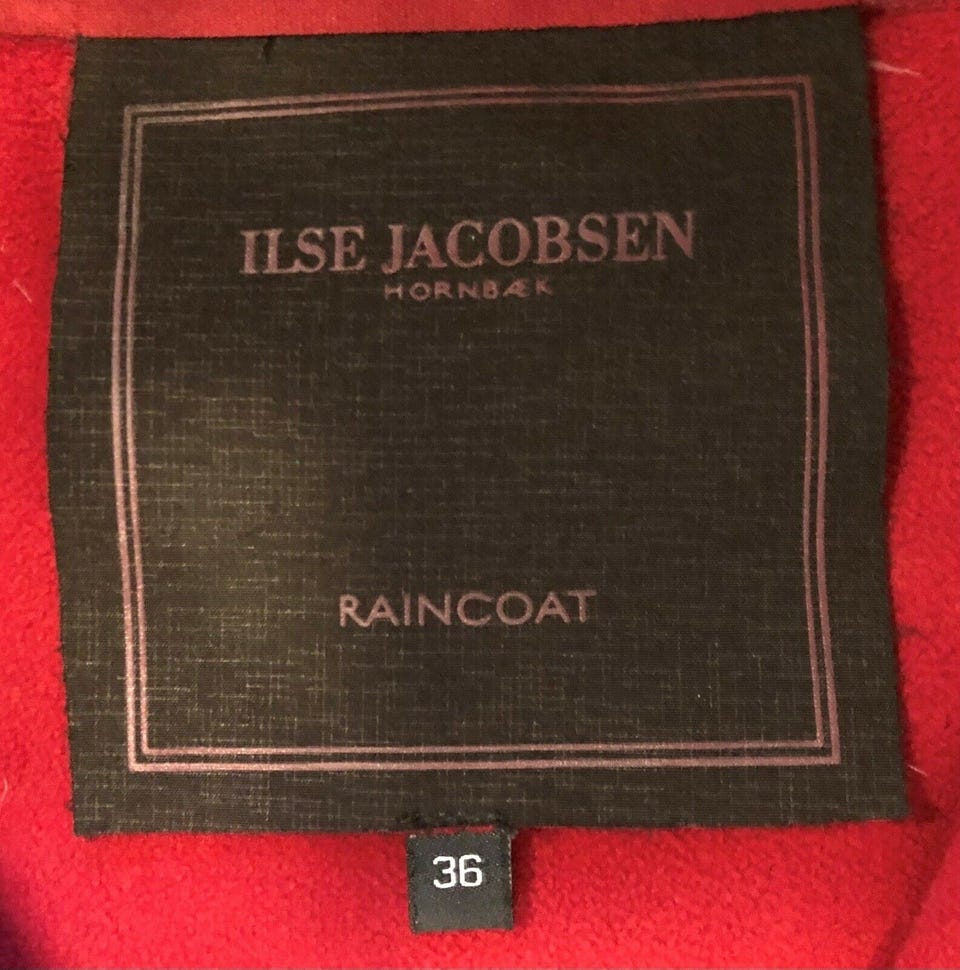 ILSE JACOBSEN
HORNBÆK
RAINCOAT
36